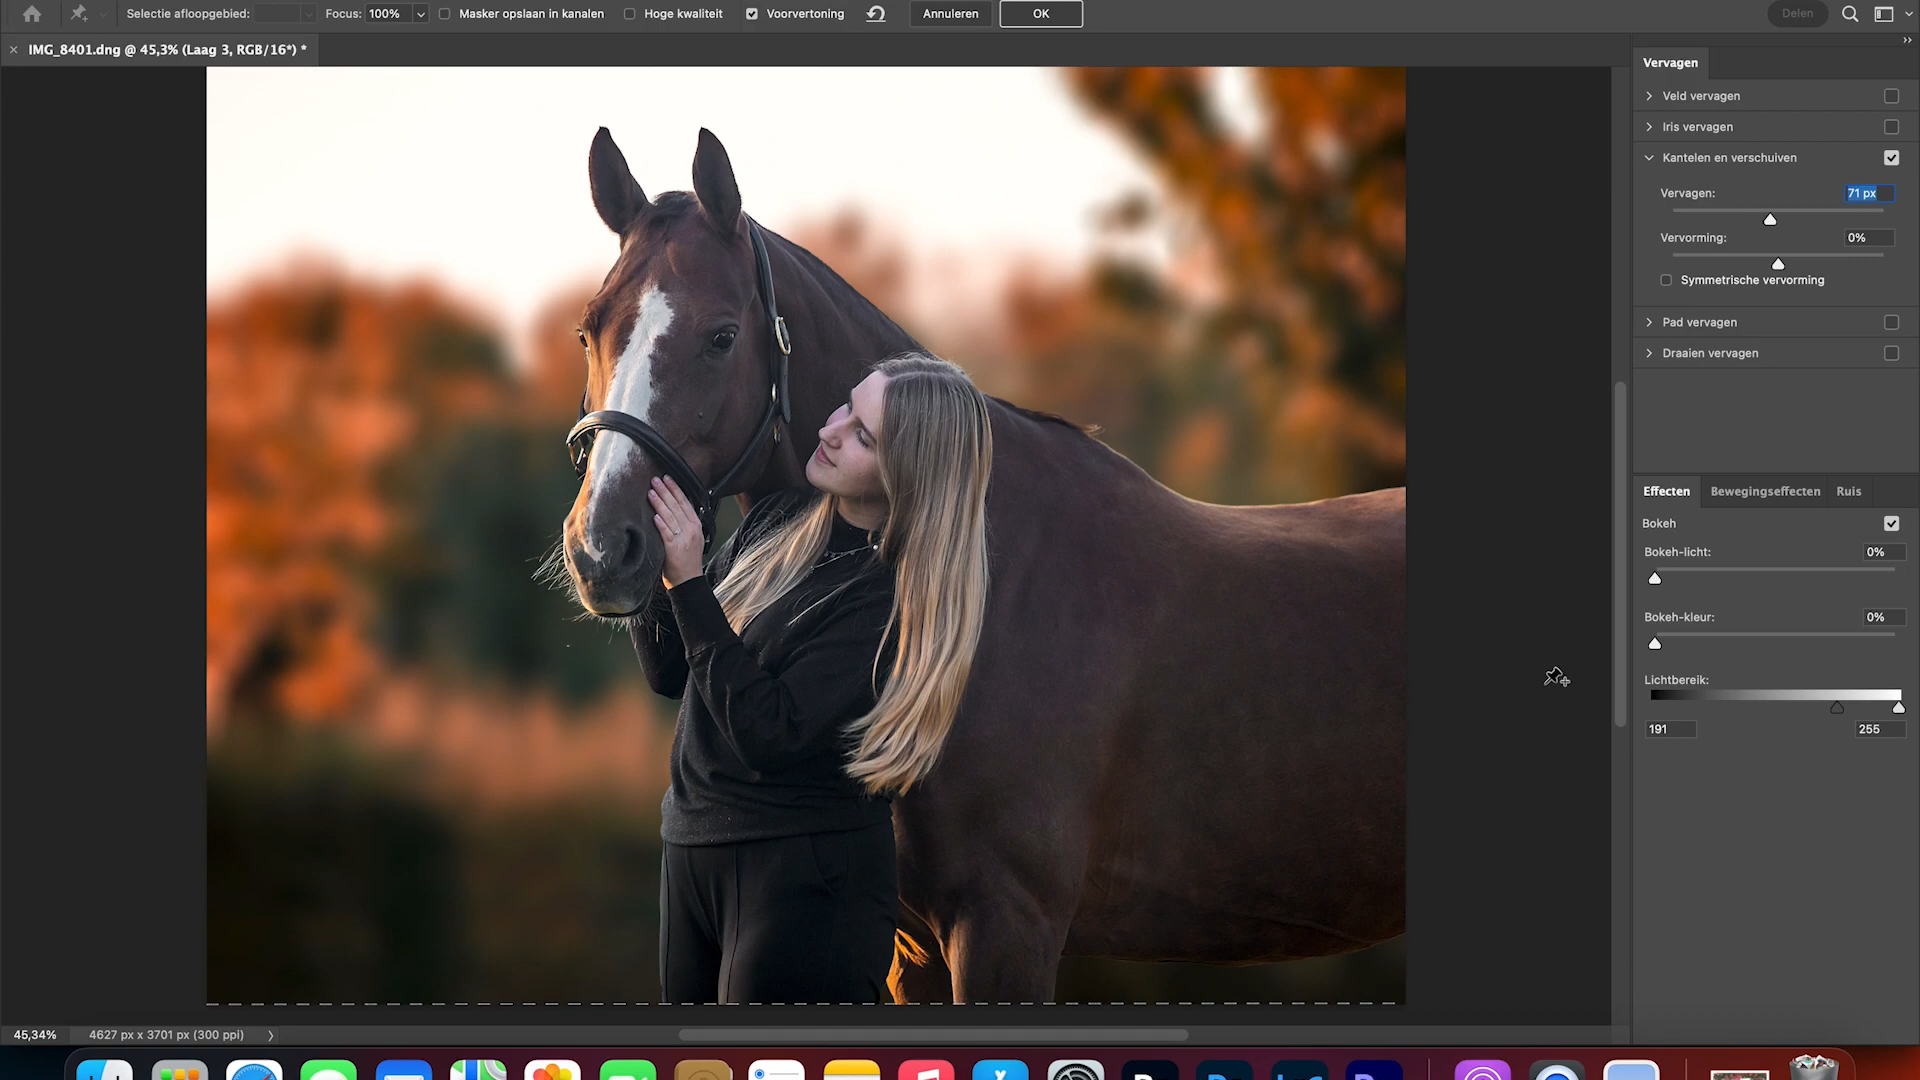 Selectie afloopgebied: Focus: 100% Masker opslaan in kanalen Hoge kwaliteit Voorvertoning Annuleren OK Delen
IMG_8401.dng @ 45,3% (Laag 3, RGB/16*) *
Vervagen
Veld vervagen
Iris vervagen
Kantelen en verschuiven
Vervagen: 71 px
Vervorming: 0%
Symmetrische vervorming
Pad vervagen
Draaien vervagen
Effecten Bewegingseffecten Ruis
Bokeh
Bokeh-licht: 0%
Bokeh-kleur: 0%
Lichtbereik:
191 255
45,34% 4627 px x 3701 px (300 ppi)